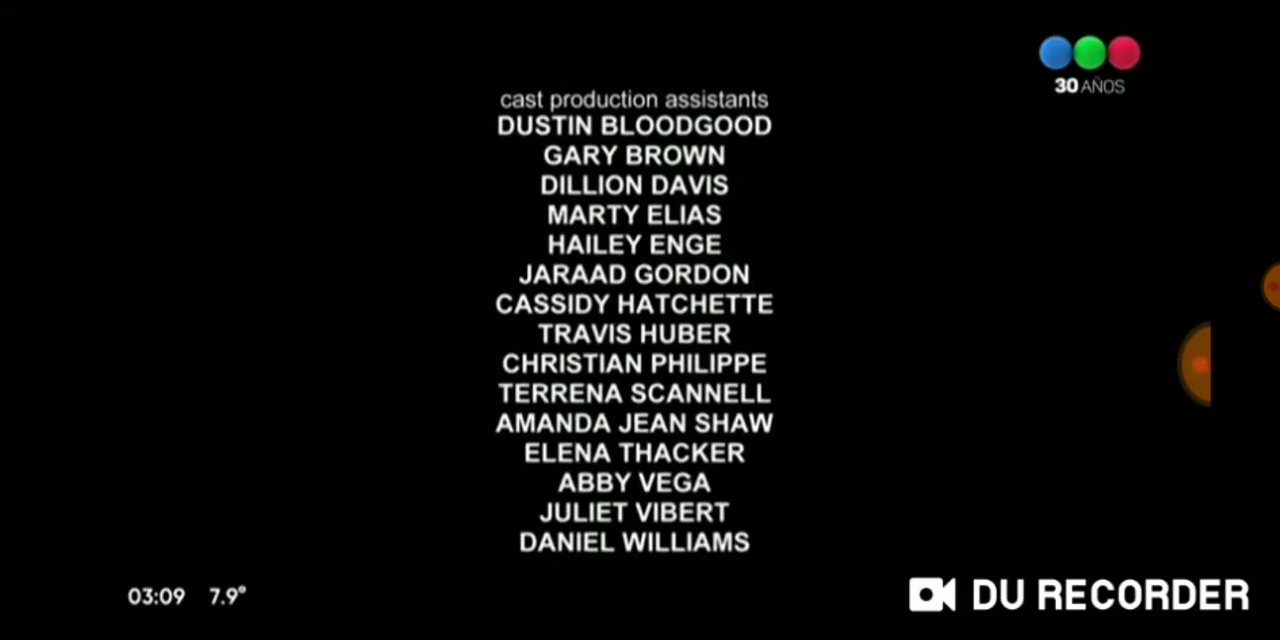 30 AÑOS
cast production assistants
DUSTIN BLOODGOOD
GARY BROWN
DILLION DAVIS
MARTY ELIAS
HAILEY ENGE
JARAAD GORDON
CASSIDY HATCHETTE
TRAVIS HUBER
CHRISTIAN PHILIPPE
TERRENA SCANNELL
AMANDA JEAN SHAW
ELENA THACKER
ABBY VEGA
JULIET VIBERT
DANIEL WILLIAMS
03:09 7.9°
DU RECORDER